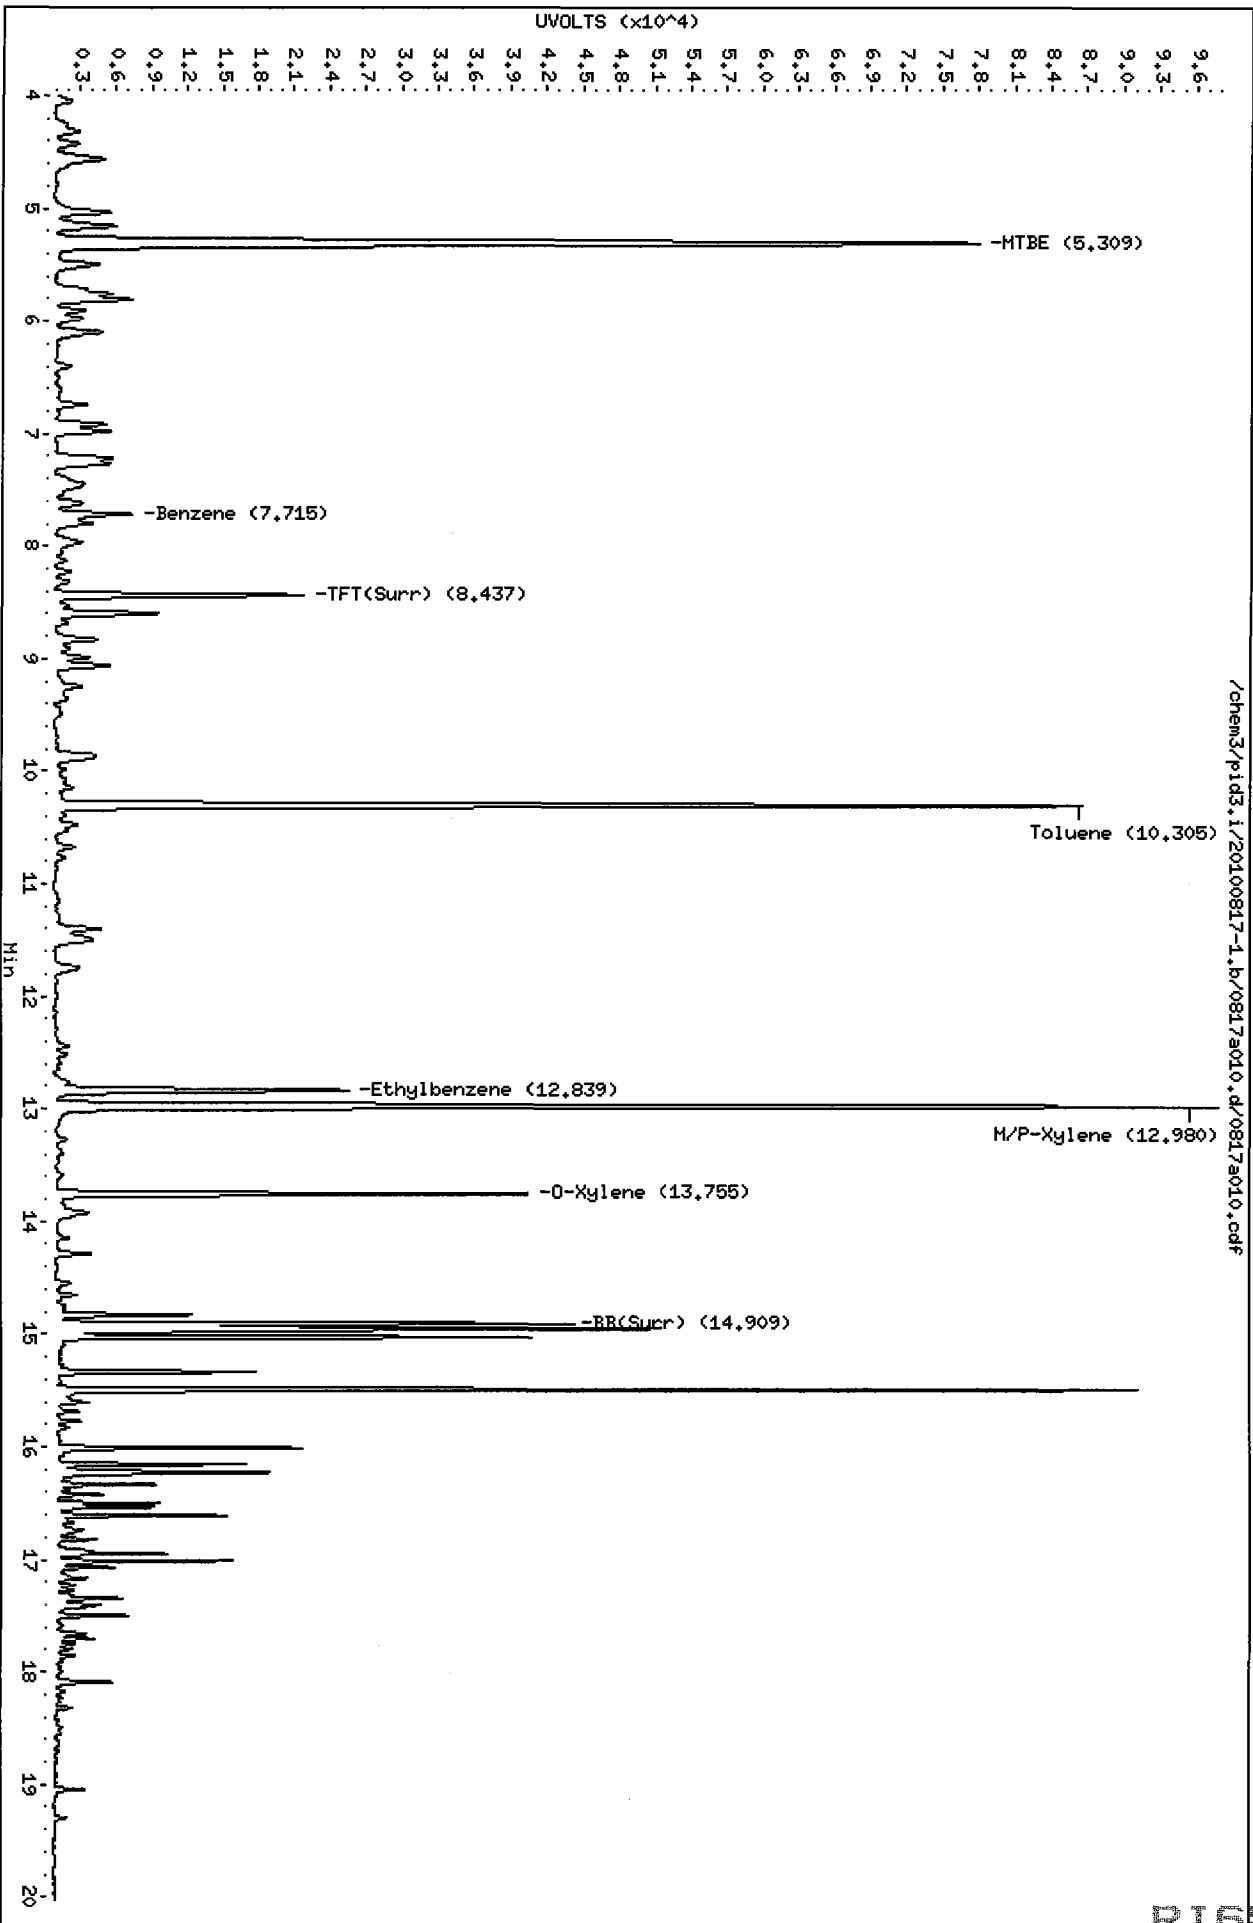 /chem3/pid3.i/20100817-1.b/0817a010.d/0817a010.cdf
UVOLTS (x10^4)
9.6
9.3
9.0
8.7
8.4
8.1
7.8
7.5
7.2
6.9
6.6
6.3
6.0
5.7
5.4
5.1
4.8
4.5
4.2
3.9
3.6
3.3
3.0
2.7
2.4
2.1
1.8
1.5
1.2
0.9
0.6
0.3
-MTBE (5.309)
-Benzene (7.715)
-TFT(Surr) (8.437)
Toluene (10.305)
-Ethylbenzene (12.839)
M/P-Xylene (12.980)
-O-Xylene (13.755)
-BB(Surr) (14.909)
4 5 6 7 8 9 10 11 12 13 14 15 16 17 18 19 20
Min